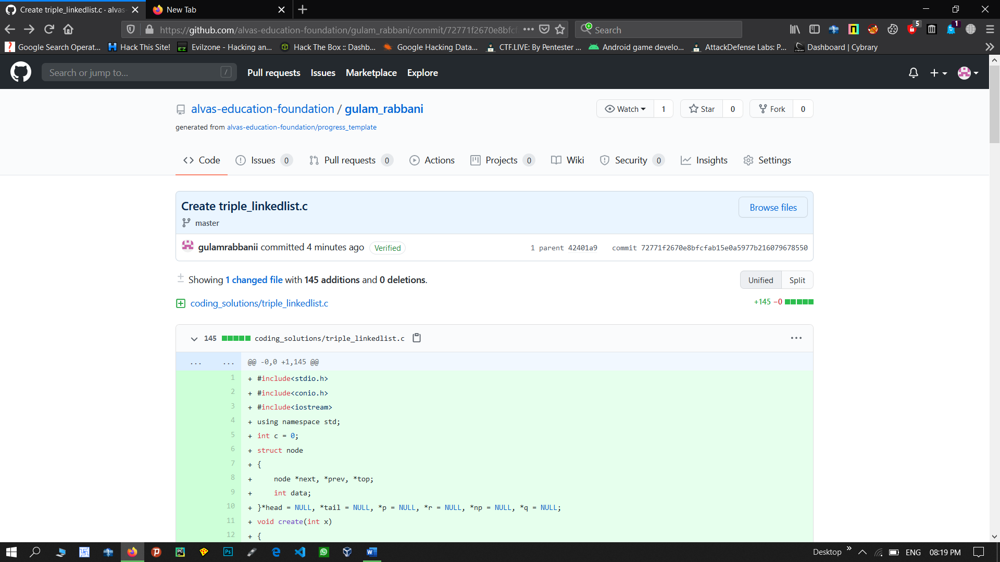 Create triple_linkedlist.c · alvas-
New Tab
https://github.com/alvas-education-foundation/gulam_rabbani/commit/72771f2670e8bfcf
Search
5
1
Google Search Operat...
Hack This Site!
Evilzone - Hacking an...
Hack The Box :: Dashb...
Google Hacking Data...
CTF.LIVE: By Pentester ...
Android game develo...
AttackDefense Labs: P...
Dashboard | Cybrary
Search or jump to...
/
Pull requests
Issues
Marketplace
Explore
alvas-education-foundation / gulam_rabbani
Watch 1
Star 0
Fork 0
generated from alvas-education-foundation/progress_template
Code
Issues 0
Pull requests 0
Actions
Projects 0
Wiki
Security 0
Insights
Settings
Create triple_linkedlist.c
Browse files
master
gulamrabbanii committed 4 minutes ago Verified
1 parent 42401a9 commit 72771f2670e8bfcfab15e0a5977b216079678550
Showing 1 changed file with 145 additions and 0 deletions.
Unified Split
coding_solutions/triple_linkedlist.c
+145 −0
145 coding_solutions/triple_linkedlist.c
... ... @@ -0,0 +1,145 @@
1 + #include<stdio.h>
2 + #include<conio.h>
3 + #include<iostream>
4 + using namespace std;
5 + int c = 0;
6 + struct node
7 + {
8 + node *next, *prev, *top;
9 + int data;
10 + }*head = NULL, *tail = NULL, *p = NULL, *r = NULL, *np = NULL, *q = NULL;
11 + void create(int x)
12 + {
Desktop
ENG
08:19 PM